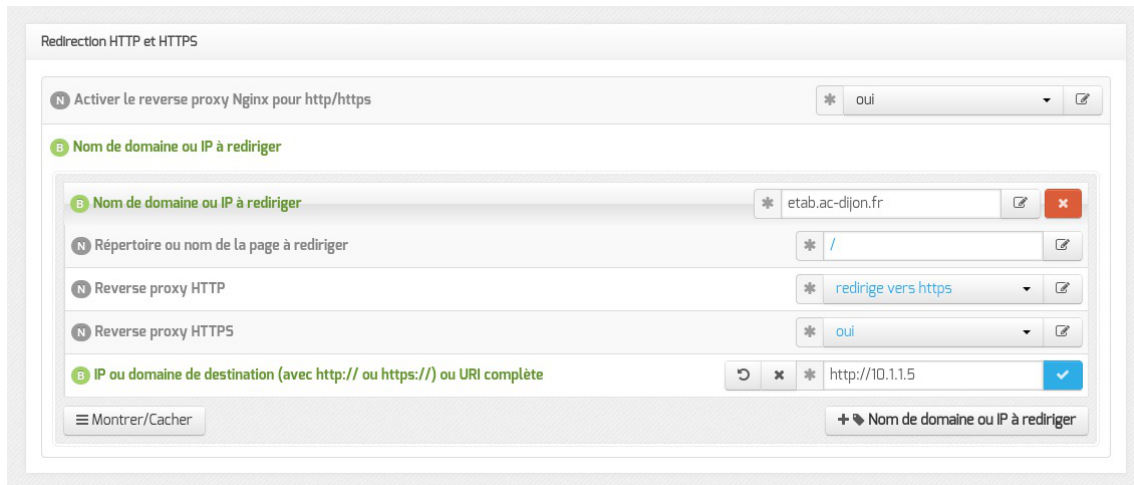 Redirection HTTP et HTTPS
N Activer le reverse proxy Nginx pour http/https * oui
B Nom de domaine ou IP à rediriger
B Nom de domaine ou IP à rediriger * etab.ac-dijon.fr
N Répertoire ou nom de la page à rediriger * /
N Reverse proxy HTTP * redirige vers https
N Reverse proxy HTTPS * oui
B IP ou domaine de destination (avec http:// ou https://) ou URI complète * http://10.1.1.5
Montrer/Cacher + Nom de domaine ou IP à rediriger